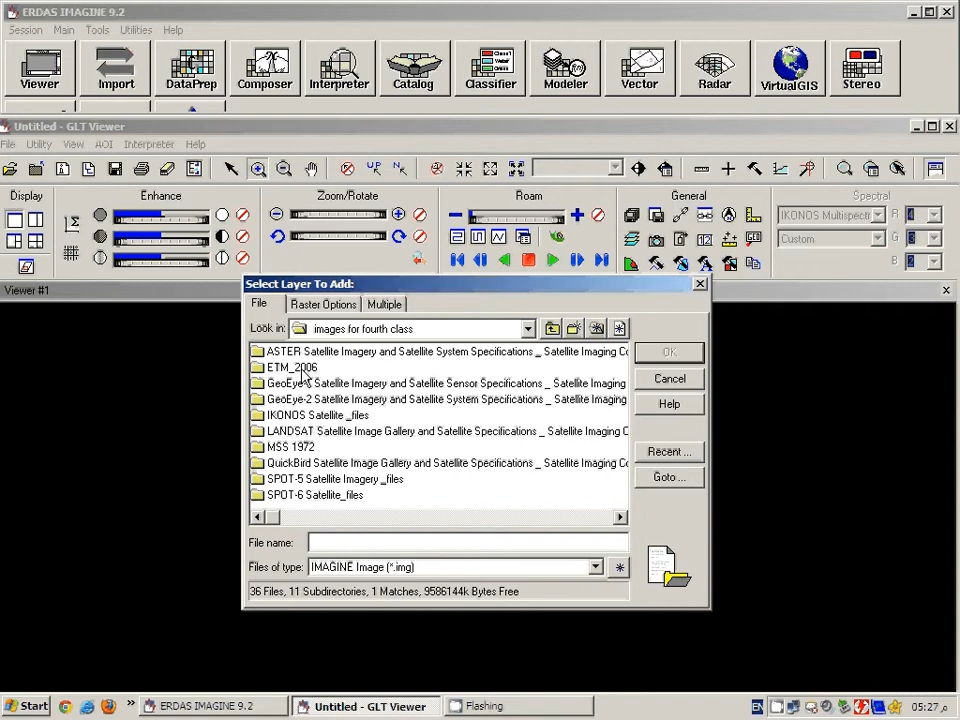 ERDAS IMAGINE 9.2
Session Main Tools Utilities Help
Viewer Import DataPrep Composer Interpreter Catalog Classifier Modeler Vector Radar VirtualGIS Stereo
Untitled - GLT Viewer
File Utility View AOI Interpreter Help
Display Enhance Zoom/Rotate Roam General Spectral
IKONOS Multispectr R 4
Custom G 3
B 2
Viewer #1
Select Layer To Add:
File Raster Options Multiple
Look in: images for fourth class
ASTER Satellite Imagery and Satellite System Specifications _ Satellite Imaging Co
ETM_2006
GeoEye-1 Satellite Imagery and Satellite Sensor Specifications _ Satellite Imaging
GeoEye-2 Satellite Imagery and Satellite System Specifications _ Satellite Imaging
IKONOS Satellite _files
LANDSAT Satellite Image Gallery and Satellite Specifications _ Satellite Imaging C
MSS 1972
QuickBird Satellite Image Gallery and Satellite Specifications _ Satellite Imaging Co
SPOT-5 Satellite Imagery _files
SPOT-6 Satellite_files
OK
Cancel
Help
Recent ...
Goto ...
File name:
Files of type: IMAGINE Image (*.img)
36 Files, 11 Subdirectories, 1 Matches, 9586144k Bytes Free
Start ERDAS IMAGINE 9.2 Untitled - GLT Viewer Flashing EN 05:27 م